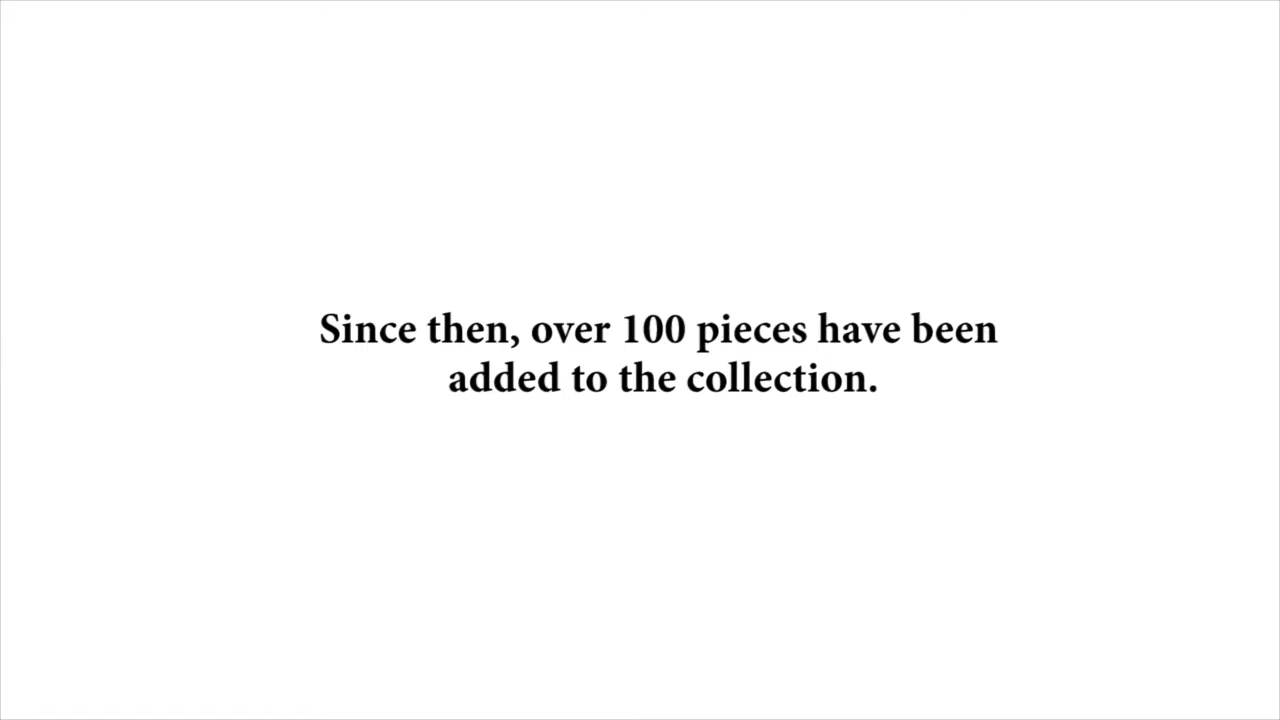 Since then, over 100 pieces have been
added to the collection.